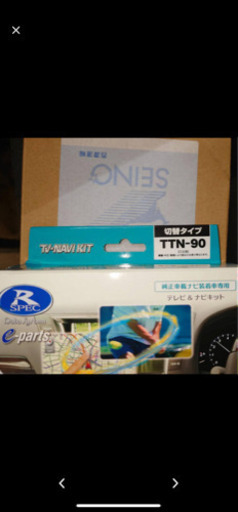 SEINO
TV-NAVI KIT
切替タイプ
TTN-90
R
SPEC
e-parts
純正車載ナビ装着車専用
テレビ&ナビキット